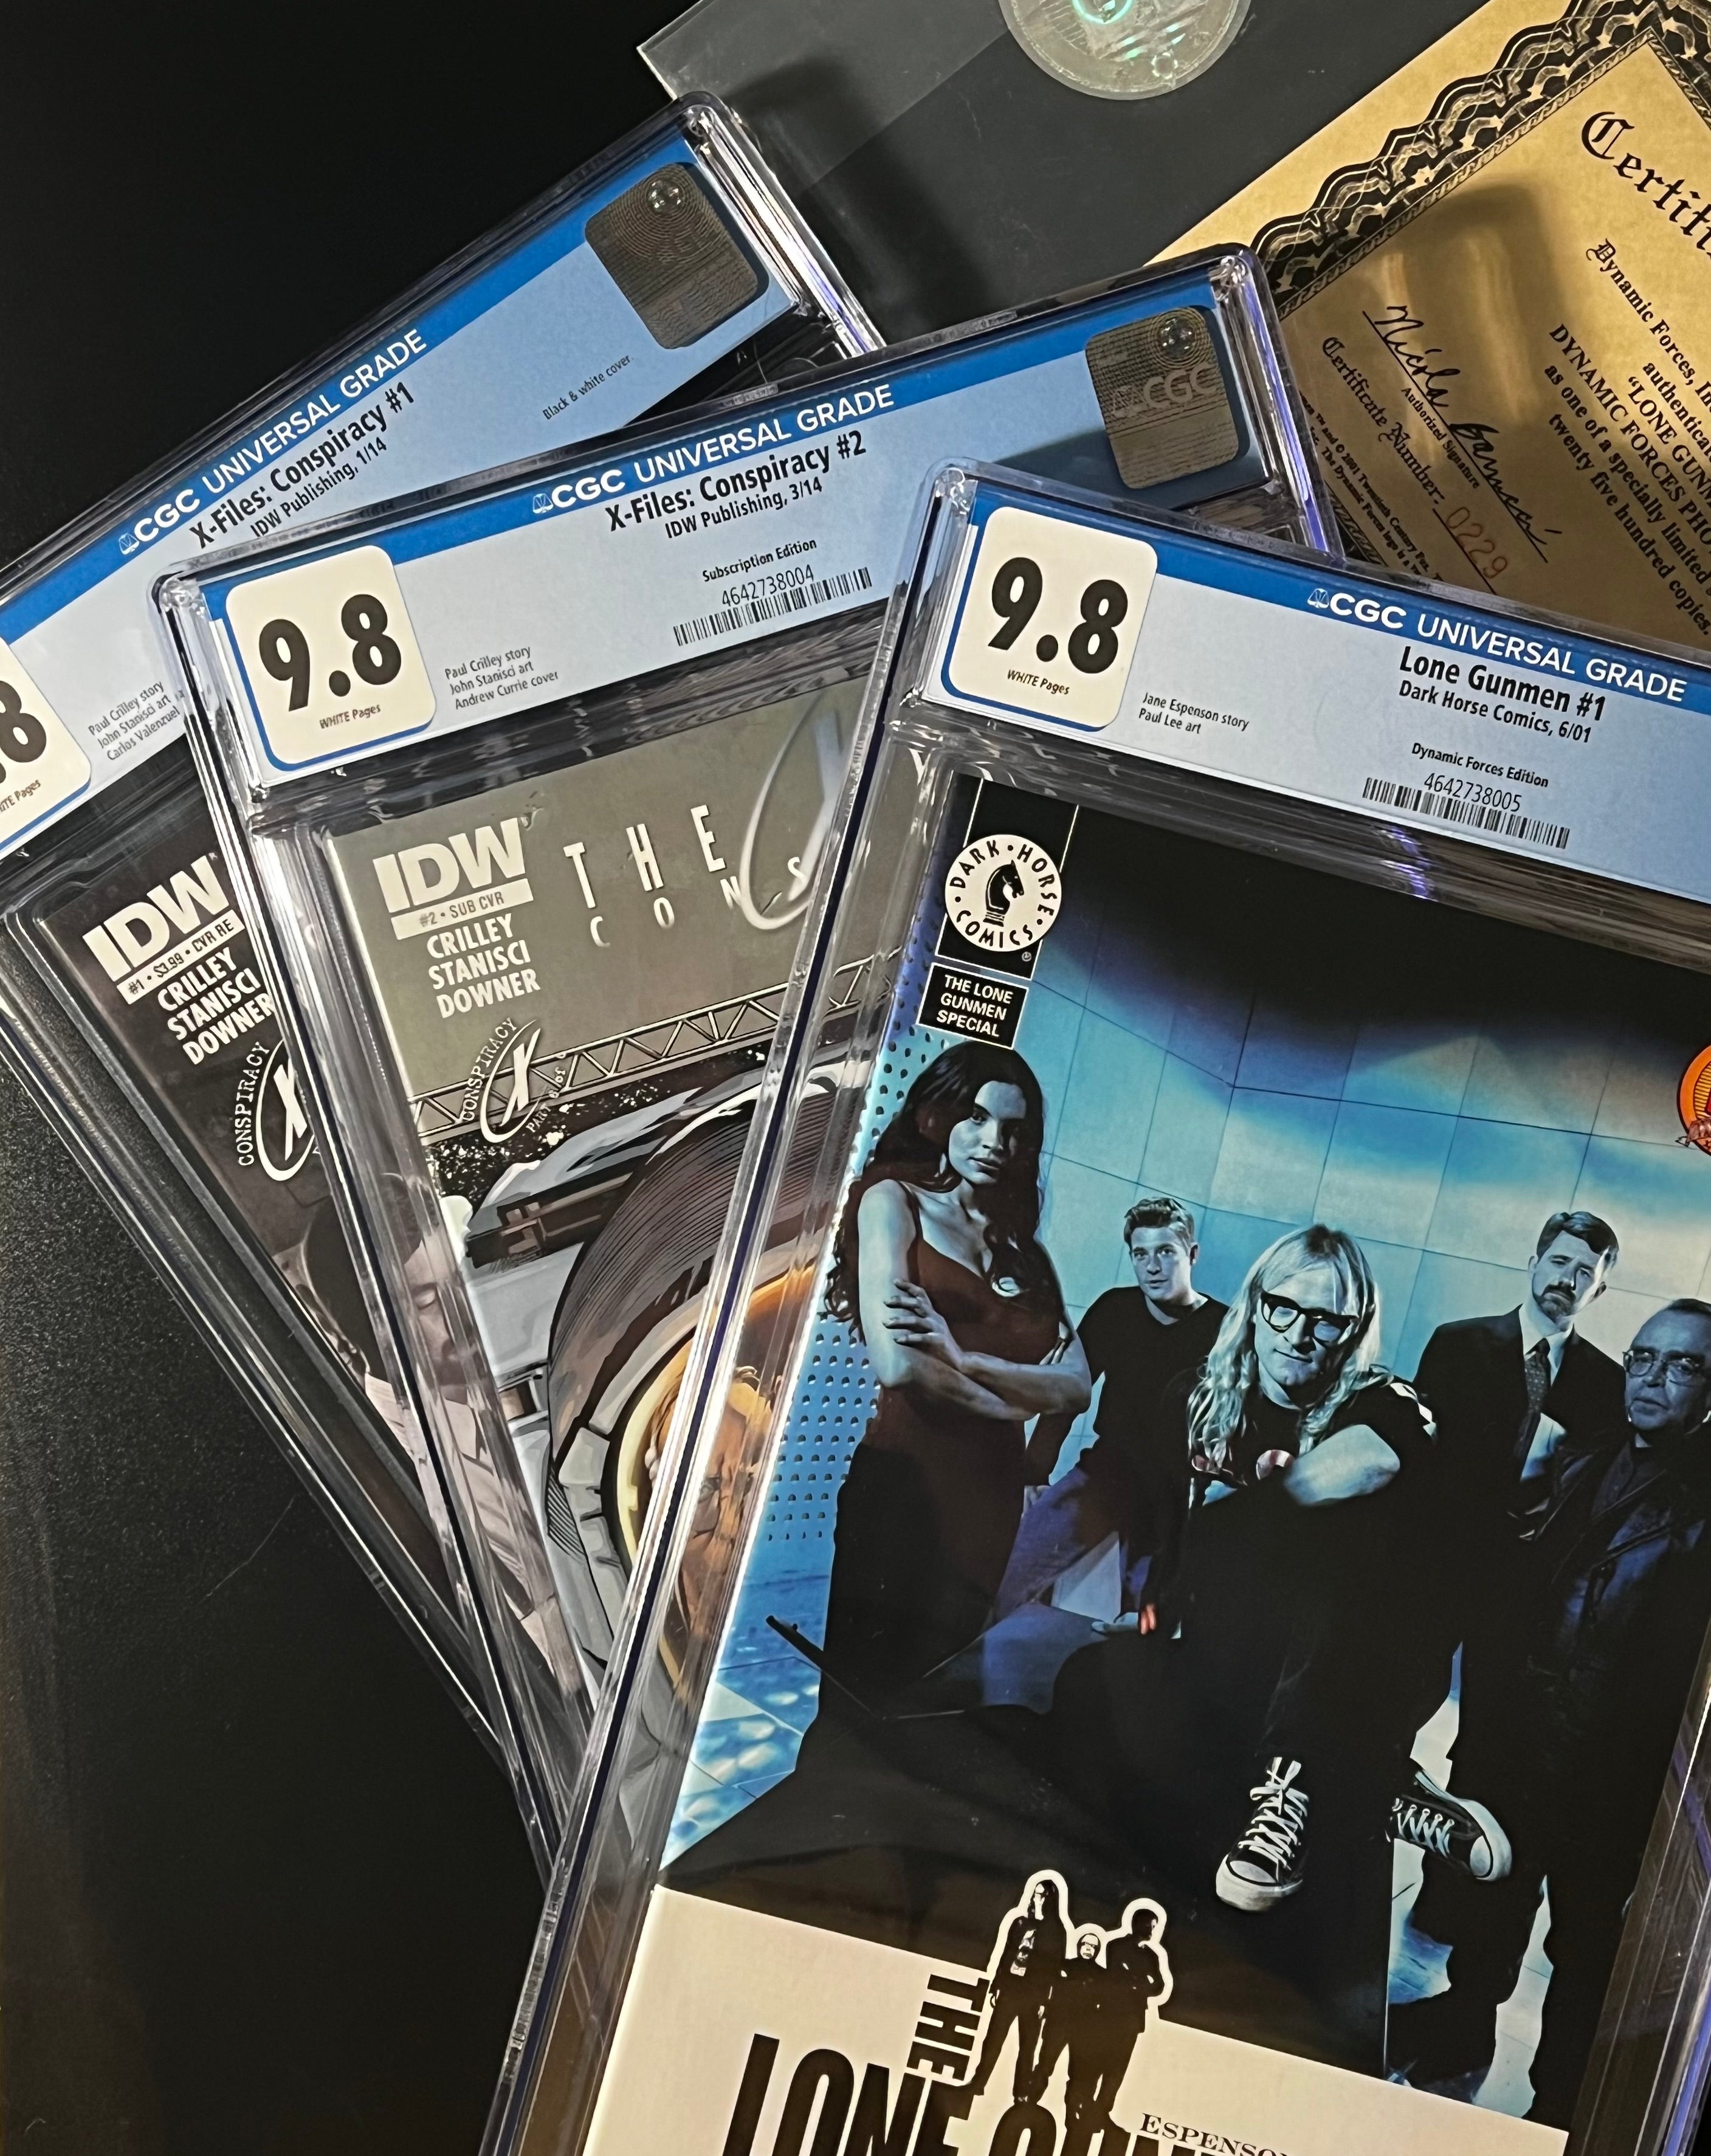 CGC UNIVERSAL GRADE
X-Files: Conspiracy #1
IDW Publishing, 1/14
Black & white cover.
8
WHITE Pages
Paul Crilley story
John Stanisci art
Carlos Valenzuel
IDW
#1 • $3.99 • CVR RE
CRILLEY
STANISCI
DOWNER
CONSPIRACY
X
CGC
CGC UNIVERSAL GRADE
X-Files: Conspiracy #2
IDW Publishing, 3/14
Subscription Edition
4642738004
9.8
WHITE Pages
Paul Crilley story
John Stanisci art
Andrew Currie cover
IDW
#2 • SUB CVR
CRILLEY
STANISCI
DOWNER
THE
CONS
CONSPIRACY
X
CGC UNIVERSAL GRADE
Lone Gunmen #1
Dark Horse Comics, 6/01
Dynamic Forces Edition
4642738005
9.8
WHITE Pages
Jane Espenson story
Paul Lee art
DARK • HORSE • COMICS •
®
THE LONE
GUNMEN
SPECIAL
THE
LONE
Certifi
Dynamic Forces, In
authentica
"LONE GUN
DYNAMIC FORCES PHO
as one of a specially limited
twenty five hundred copies.
Authorized Signature
Certificate Number:
0229